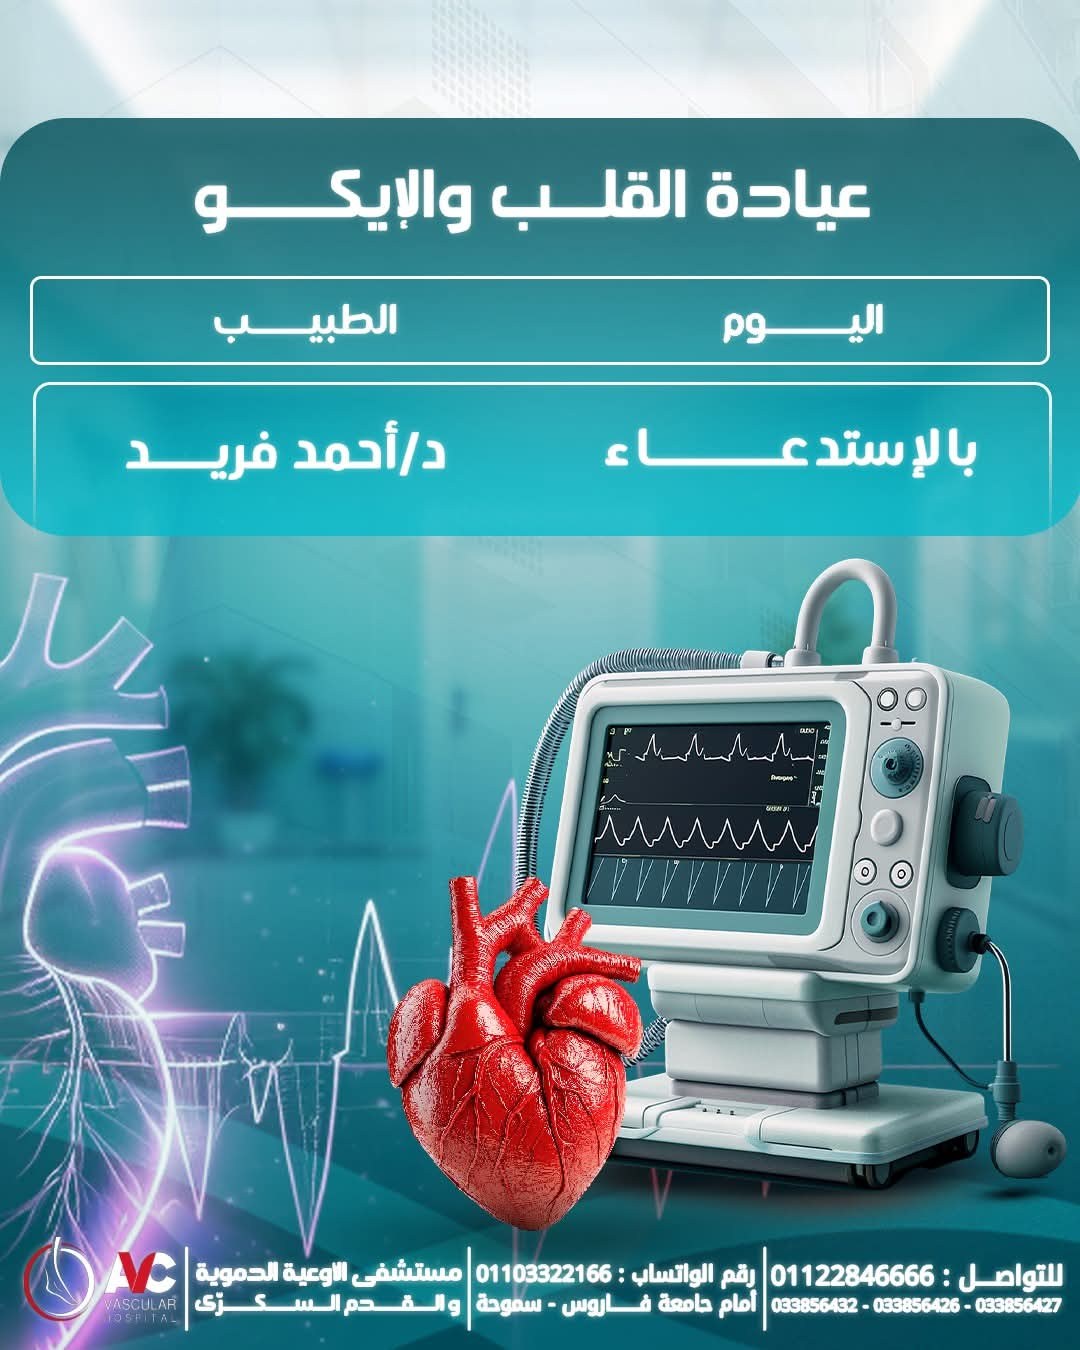 عيادة القلب والإيكو
اليوم
الطبيب
بالإستدعاء
د/أحمد فريد
للتواصل : 01122846666
033856427 - 033856426 - 033856432
رقم الواتساب : 01103322166
أمام جامعة فاروس - سموحة
مستشفى الاوعية الدموية
والقدم السكرى
AVC
VASCULAR
HOSPITAL